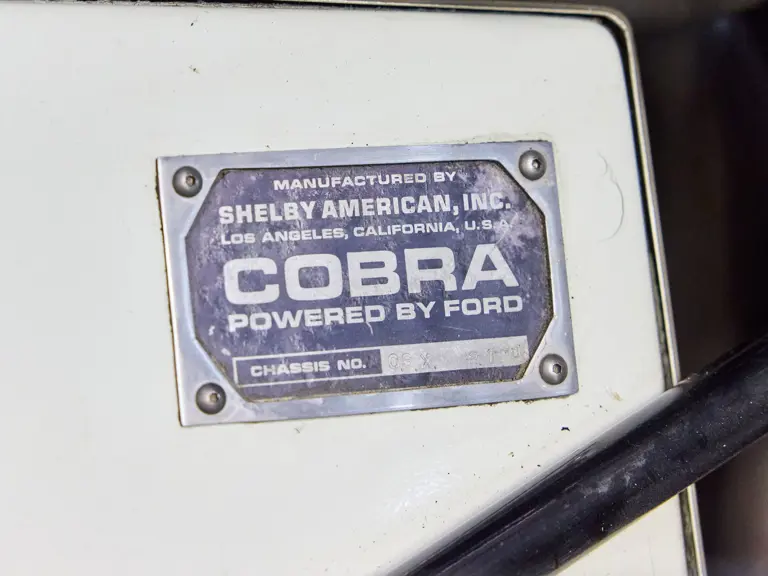 MANUFACTURED BY
SHELBY AMERICAN, INC.
LOS ANGELES, CALIFORNIA, U.S.A.
COBRA
POWERED BY FORD
CHASSIS NO.